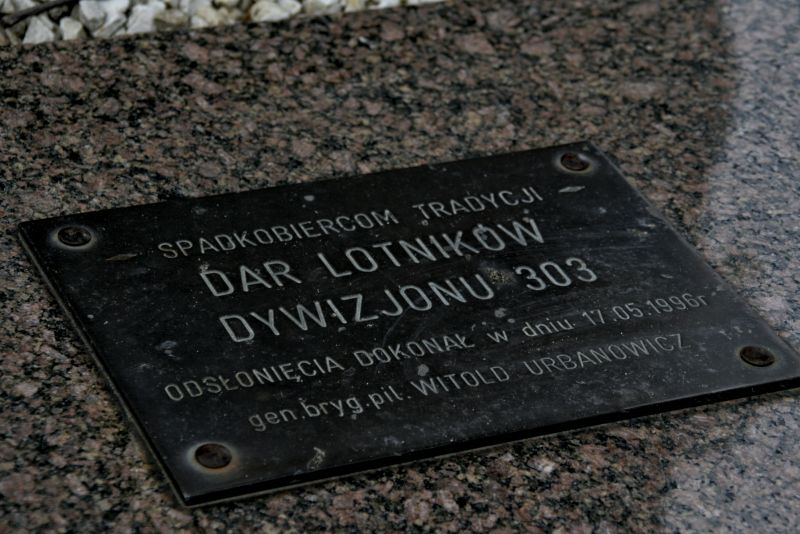 SPADKOBIERCOM TRADYCJI
DAR LOTNIKÓW
DYWIZJONU 303
ODSŁONIĘCIA DOKONAŁ w dniu 17.05.1996r
gen.bryg.pil. WITOLD URBANOWICZ